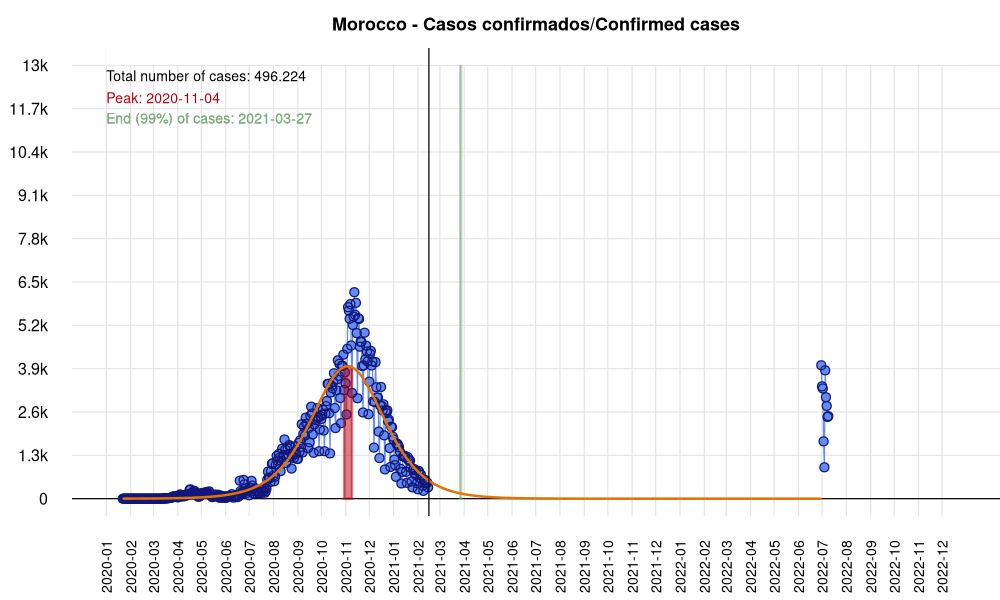 Morocco - Casos confirmados/Confirmed cases
Total number of cases: 496.224
Peak: 2020-11-04
End (99%) of cases: 2021-03-27
13k
11.7k
10.4k
9.1k
7.8k
6.5k
5.2k
3.9k
2.6k
1.3k
0
2020-01
2020-02
2020-03
2020-04
2020-05
2020-06
2020-07
2020-08
2020-09
2020-10
2020-11
2020-12
2021-01
2021-02
2021-03
2021-04
2021-05
2021-06
2021-07
2021-08
2021-09
2021-10
2021-11
2021-12
2022-01
2022-02
2022-03
2022-04
2022-05
2022-06
2022-07
2022-08
2022-09
2022-10
2022-11
2022-12